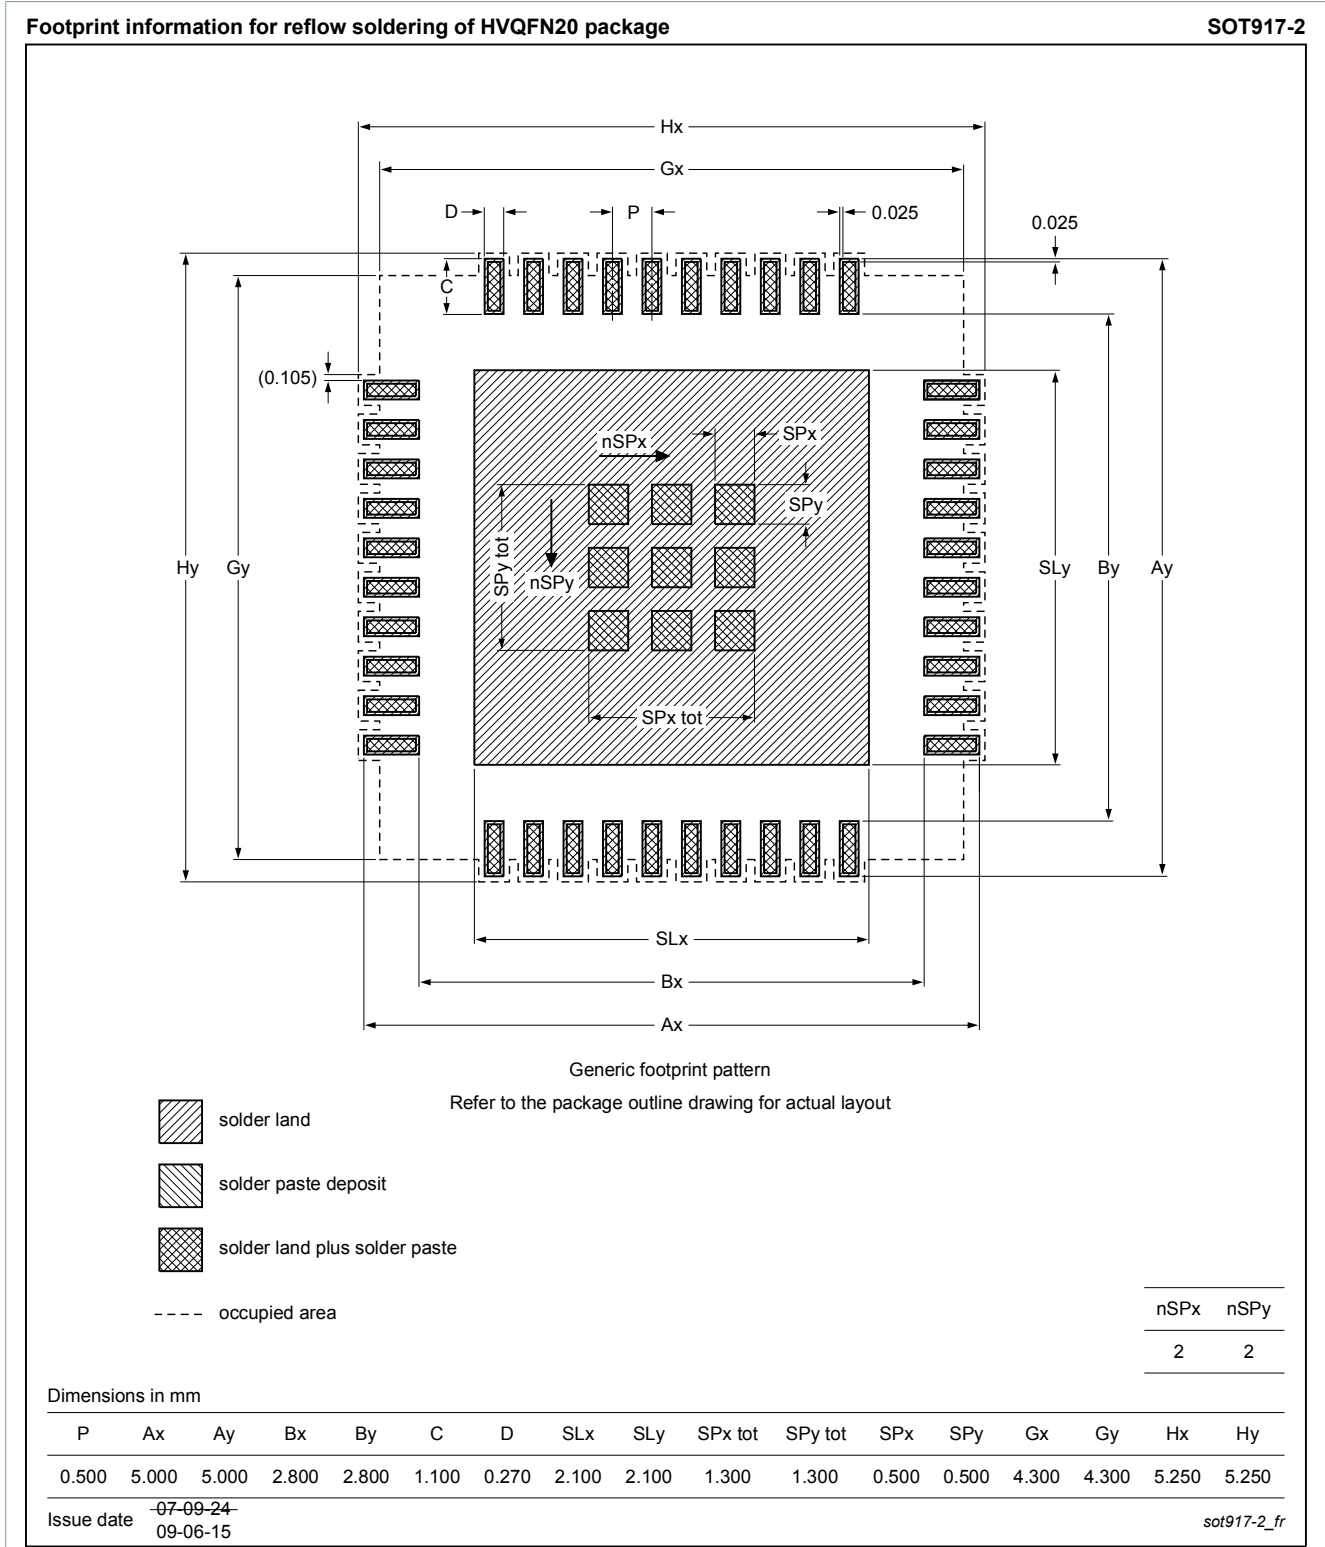 Footprint information for reflow soldering of HVQFN20 package SOT917-2
Hx
Gx
D P 0.025
0.025
C
(0.105)
nSPx SPx
SPy
SPy tot
nSPy
Hy Gy SLy By Ay
SPx tot
SLx
Bx
Ax
Generic footprint pattern
Refer to the package outline drawing for actual layout
solder land
solder paste deposit
solder land plus solder paste
occupied area
nSPx nSPy
2 2
Dimensions in mm
P Ax Ay Bx By C D SLx SLy SPx tot SPy tot SPx SPy Gx Gy Hx Hy
0.500 5.000 5.000 2.800 2.800 1.100 0.270 2.100 2.100 1.300 1.300 0.500 0.500 4.300 4.300 5.250 5.250
Issue date 07-09-24
09-06-15
sot917-2_fr